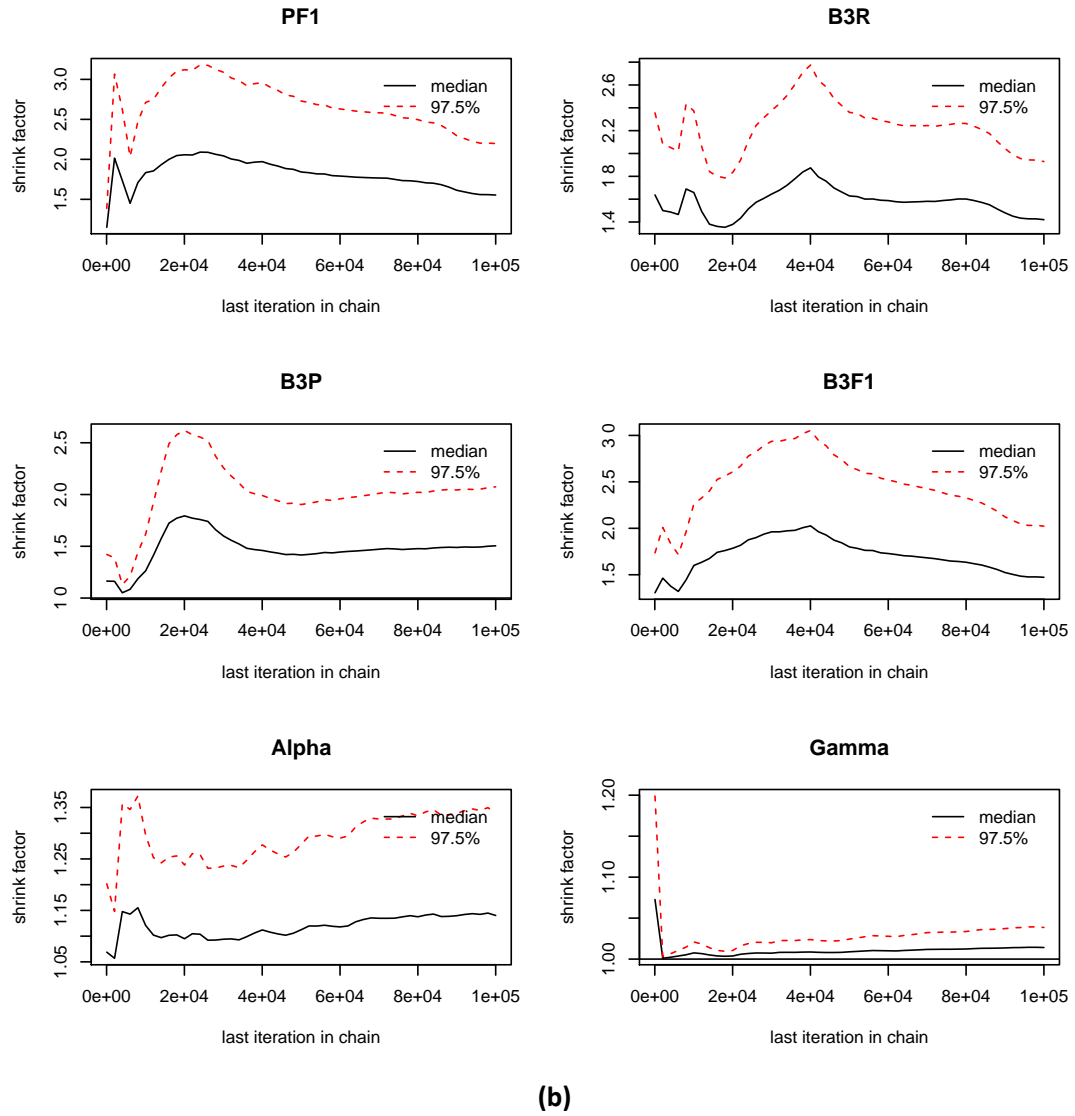 PF1
shrink factor
1.5 2.0 2.5 3.0
median
97.5%
0e+00 2e+04 4e+04 6e+04 8e+04 1e+05
last iteration in chain
B3R
shrink factor
1.4 1.8 2.2 2.6
median
97.5%
0e+00 2e+04 4e+04 6e+04 8e+04 1e+05
last iteration in chain
B3P
shrink factor
1.0 1.5 2.0 2.5
median
97.5%
0e+00 2e+04 4e+04 6e+04 8e+04 1e+05
last iteration in chain
B3F1
shrink factor
1.5 2.0 2.5 3.0
median
97.5%
0e+00 2e+04 4e+04 6e+04 8e+04 1e+05
last iteration in chain
Alpha
shrink factor
1.05 1.15 1.25 1.35
median
97.5%
0e+00 2e+04 4e+04 6e+04 8e+04 1e+05
last iteration in chain
Gamma
shrink factor
1.00 1.10 1.20
median
97.5%
0e+00 2e+04 4e+04 6e+04 8e+04 1e+05
last iteration in chain
(b)